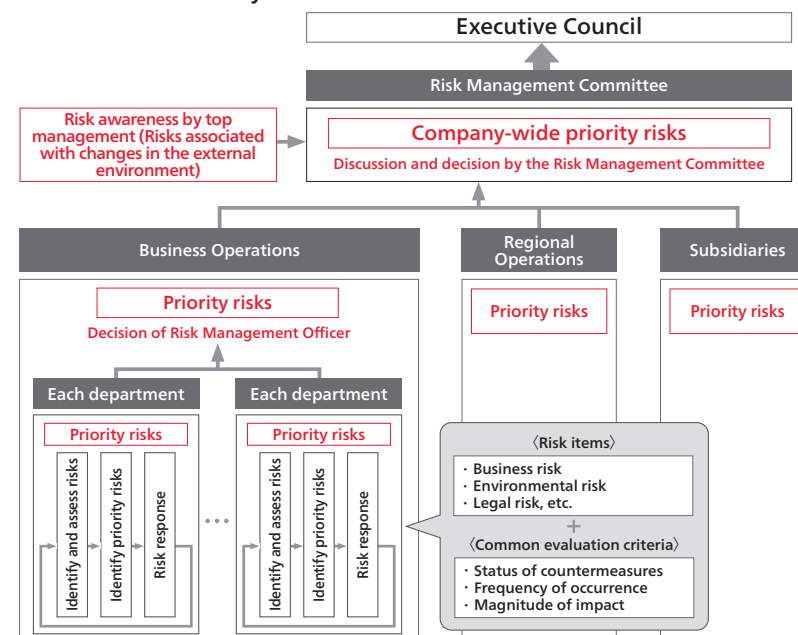 Executive Council
Risk Management Committee
Risk awareness by top
management (Risks associated
with changes in the external
environment)
Company-wide priority risks
Discussion and decision by the Risk Management Committee
Business Operations
Regional
Operations
Subsidiaries
Priority risks
Decision of Risk Management Officer
Priority risks
Priority risks
Each department
Each department
Priority risks
Identify and assess risks
Identify priority risks
Risk response
...
Priority risks
Identify and assess risks
Identify priority risks
Risk response
〈Risk items〉
・Business risk
・Environmental risk
・Legal risk, etc.
+
〈Common evaluation criteria〉
・Status of countermeasures
・Frequency of occurrence
・Magnitude of impact